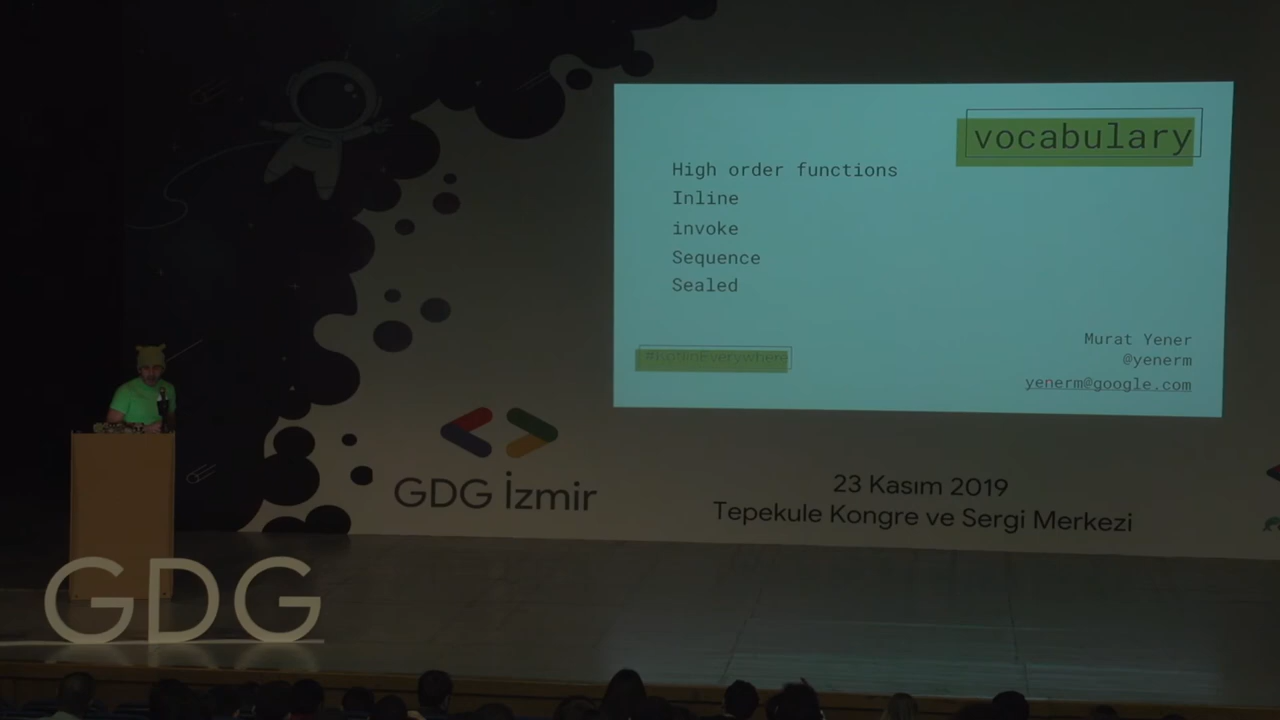 vocabulary
High order functions
Inline
invoke
Sequence
Sealed
#KotlinEverywhere
Murat Yener
@yenerm
yenerm@google.com
GDG İzmir
23 Kasım 2019
Tepekule Kongre ve Sergi Merkezi
GDG